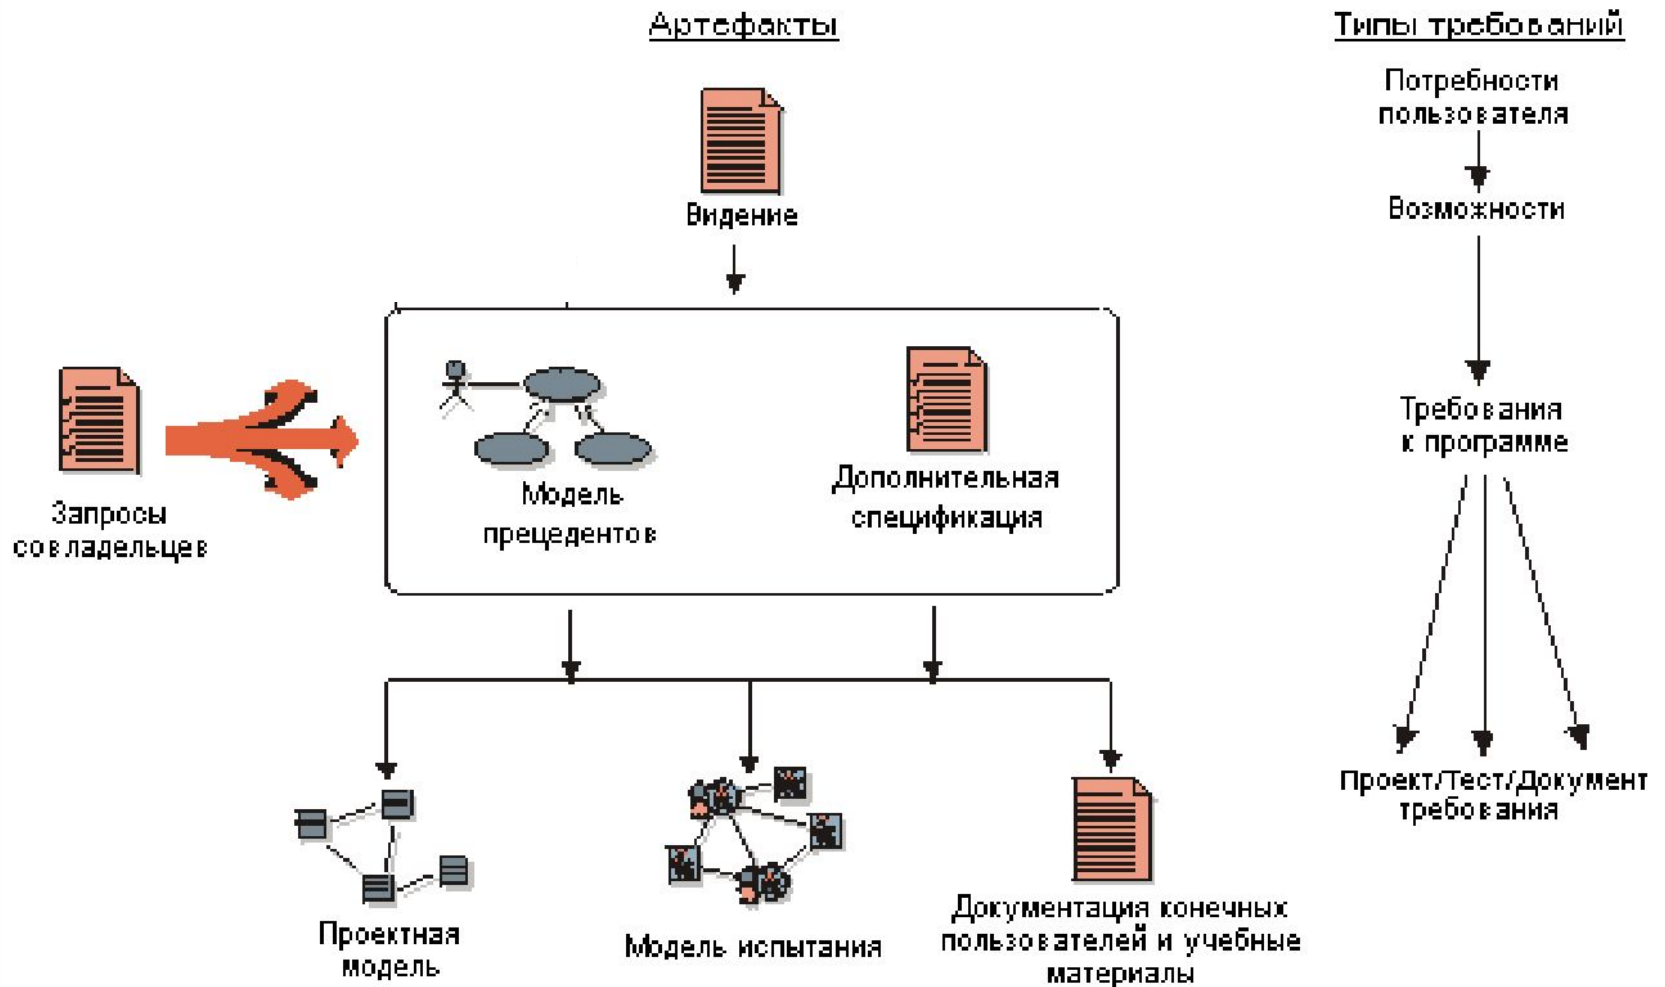 Артефакты
Типы требований
Потребности
пользователя
Видение
Возможности
Требования
к программе
Запросы
совладельцев
Модель
прецедентов
Дополнительная
спецификация
Проект/Тест/Документ
требования
Проектная
модель
Модель испытания
Документация конечных
пользователей и учебные
материалы